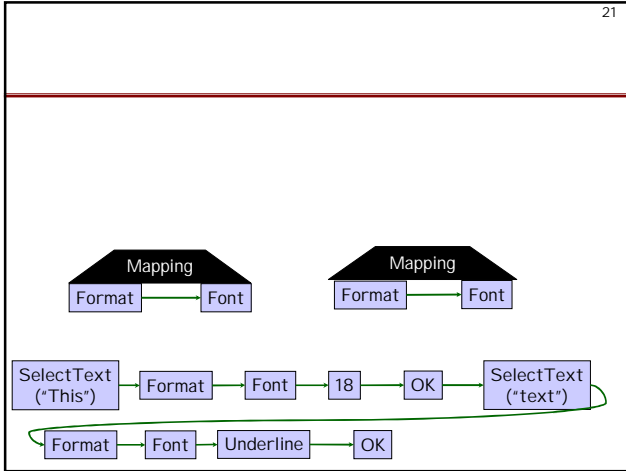 21
Mapping
Mapping
Format
Font
Format
Font
SelectText
(“This”)
Format
Font
18
OK
SelectText
(“text”)
Format
Font
Underline
OK